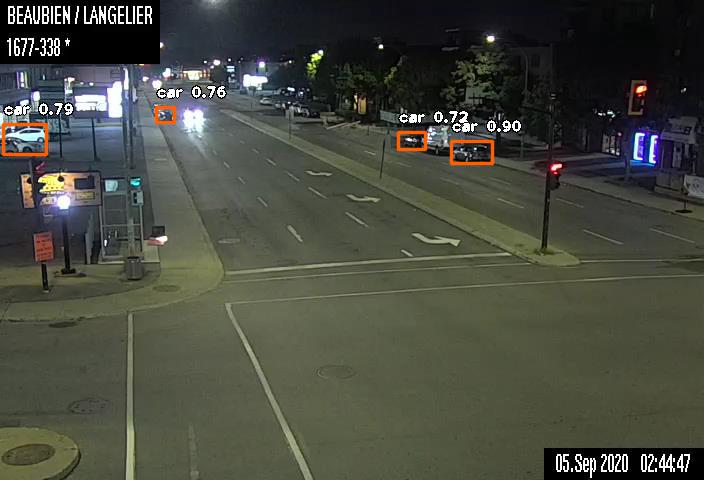 BEAUBIEN / LANGELIER
1677-338 *
car 0.76
car 0.79
car 0.72
car 0.90
05.Sep 2020 02:44:47